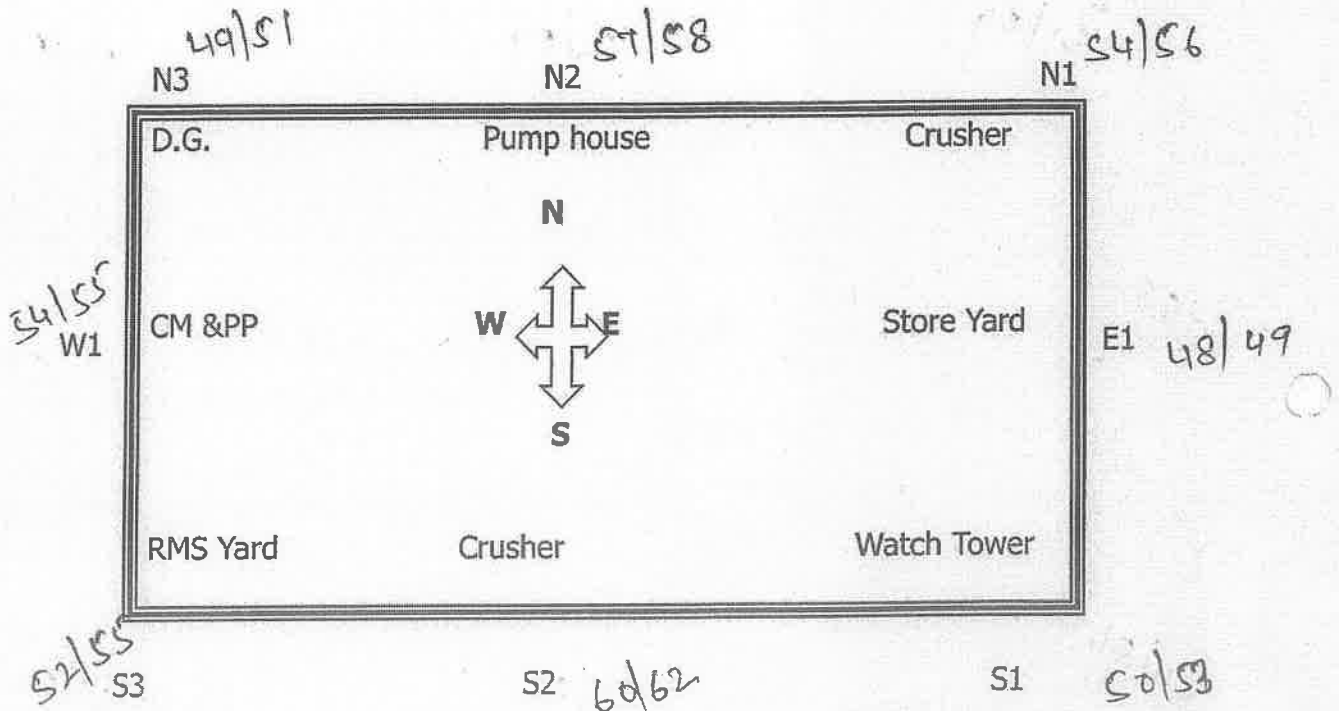 49/51 57/58 54/56
N3 N2 N1
D.G. Pump house Crusher
N
54/55 W E
W1 CM &PP Store Yard E1 48/49
S
RMS Yard Crusher Watch Tower
52/55 S3 S2 60/62 S1 50/53